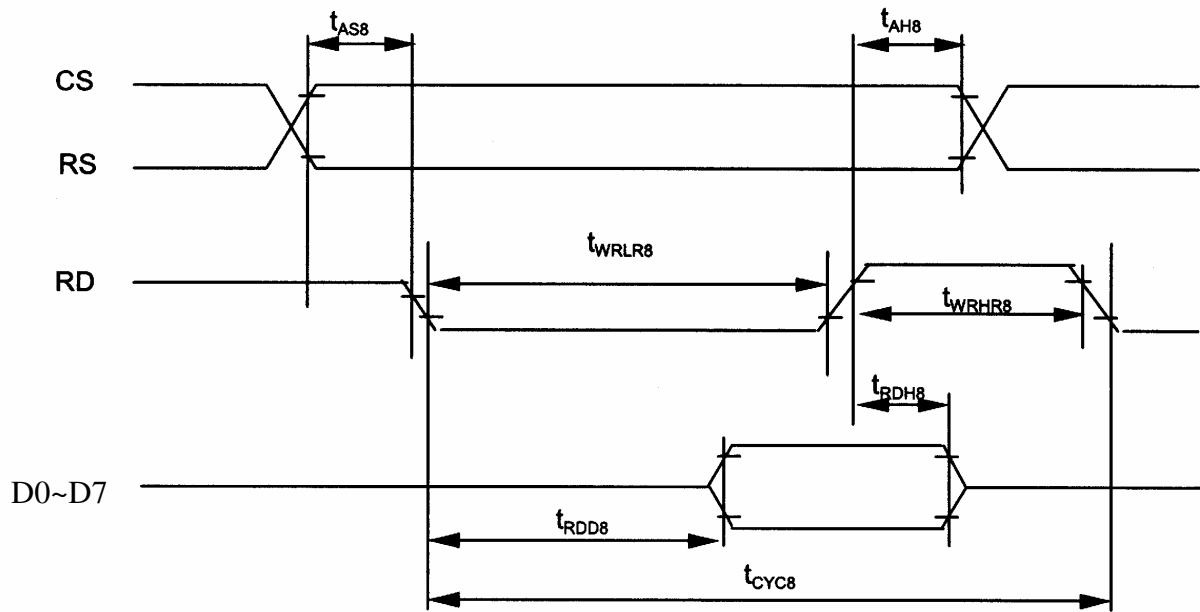 tAS8
tAH8
CS
RS
tWRLR8
RD
tWRHR8
tRDH8
D0~D7
tRDD8
tCYC8